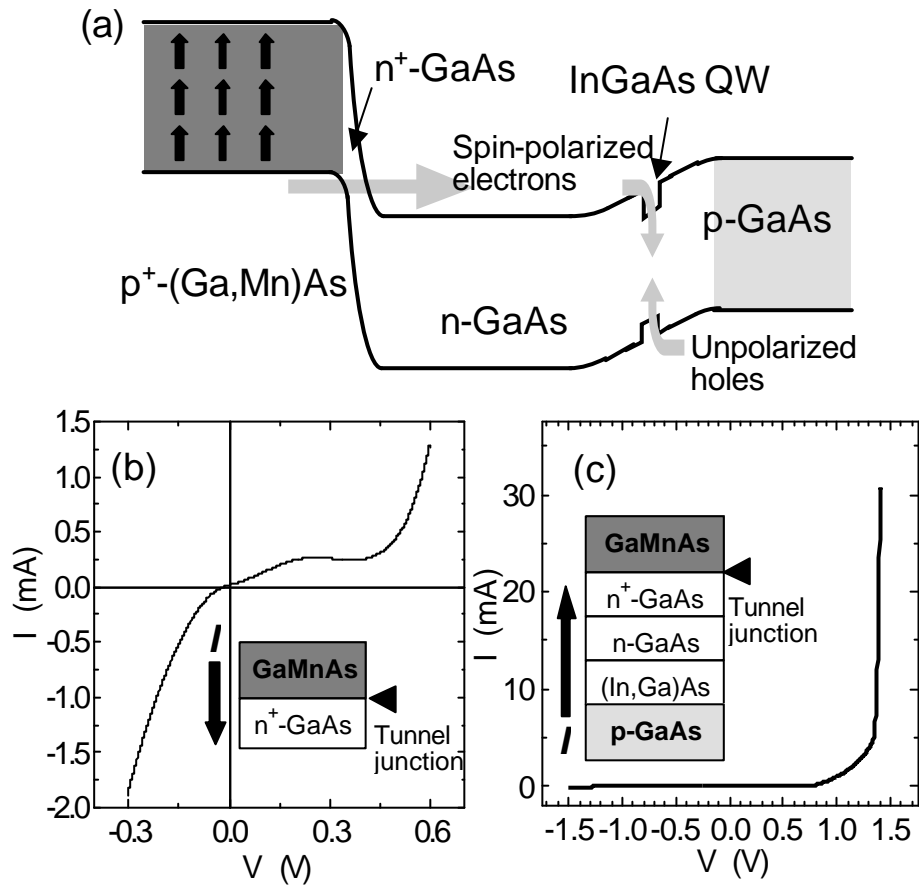 (a)
n⁺-GaAs
InGaAs QW
Spin-polarized
electrons
p-GaAs
p⁺-(Ga,Mn)As
n-GaAs
Unpolarized
holes
(b)
1.5
1.0
0.5
0.0
-0.5
-1.0
-1.5
-2.0
I (mA)
I
GaMnAs
n⁺-GaAs
Tunnel
junction
-0.3 0.0 0.3 0.6
V (V)
(c)
30
20
10
0
I (mA)
I
GaMnAs
n⁺-GaAs
Tunnel
junction
n-GaAs
(In,Ga)As
p-GaAs
-1.5 -1.0 -0.5 0.0 0.5 1.0 1.5
V (V)